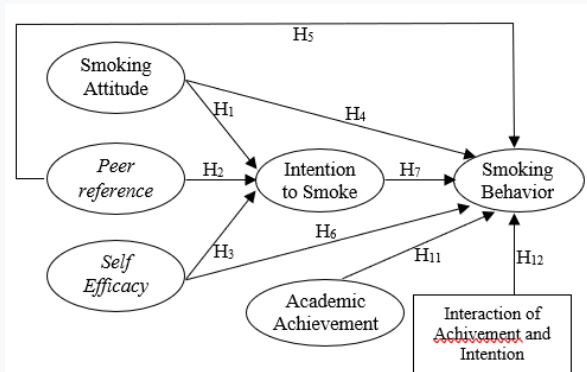 H5
Smoking
Attitude
H1
H4
Peer
reference
H2
Intention
to Smoke
H7
Smoking
Behavior
H3
H6
Self
Efficacy
H11
H12
Academic
Achievement
Interaction of
Achivement and
Intention